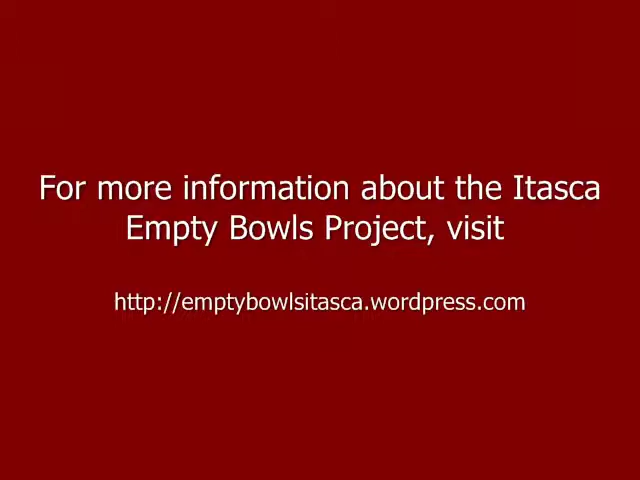 For more information about the Itasca
Empty Bowls Project, visit
http://emptybowlsitasca.wordpress.com